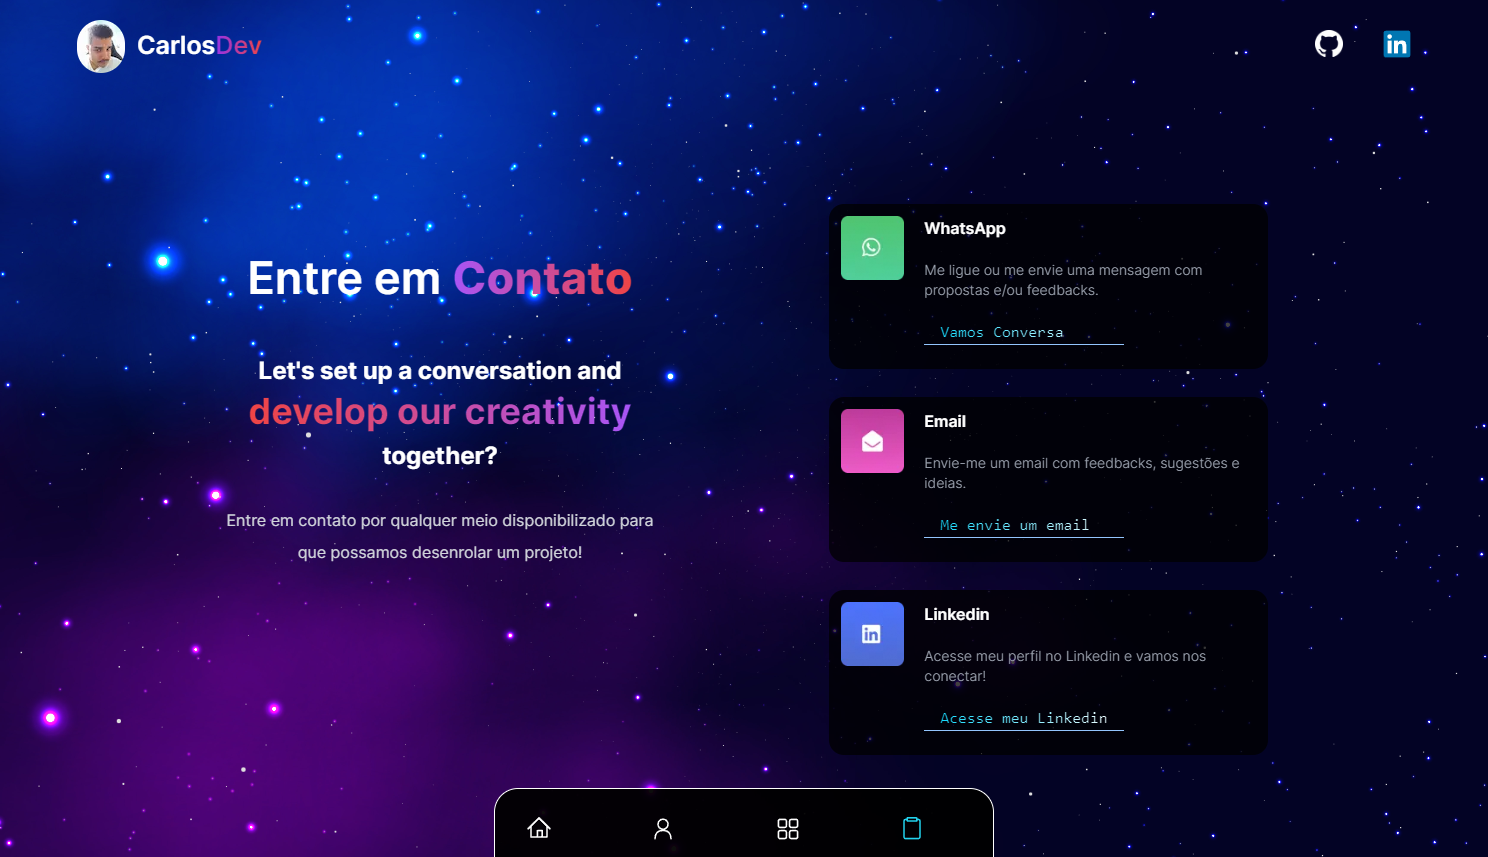 CarlosDev
Entre em Contato
Let's set up a conversation and
develop our creativity
together?
Entre em contato por qualquer meio disponibilizado para
que possamos desenrolar um projeto!
WhatsApp
Me ligue ou me envie uma mensagem com
propostas e/ou feedbacks.
Vamos Conversa
Email
Envie-me um email com feedbacks, sugestões e
ideias.
Me envie um email
Linkedin
Acesse meu perfil no Linkedin e vamos nos
conectar!
Acesse meu Linkedin